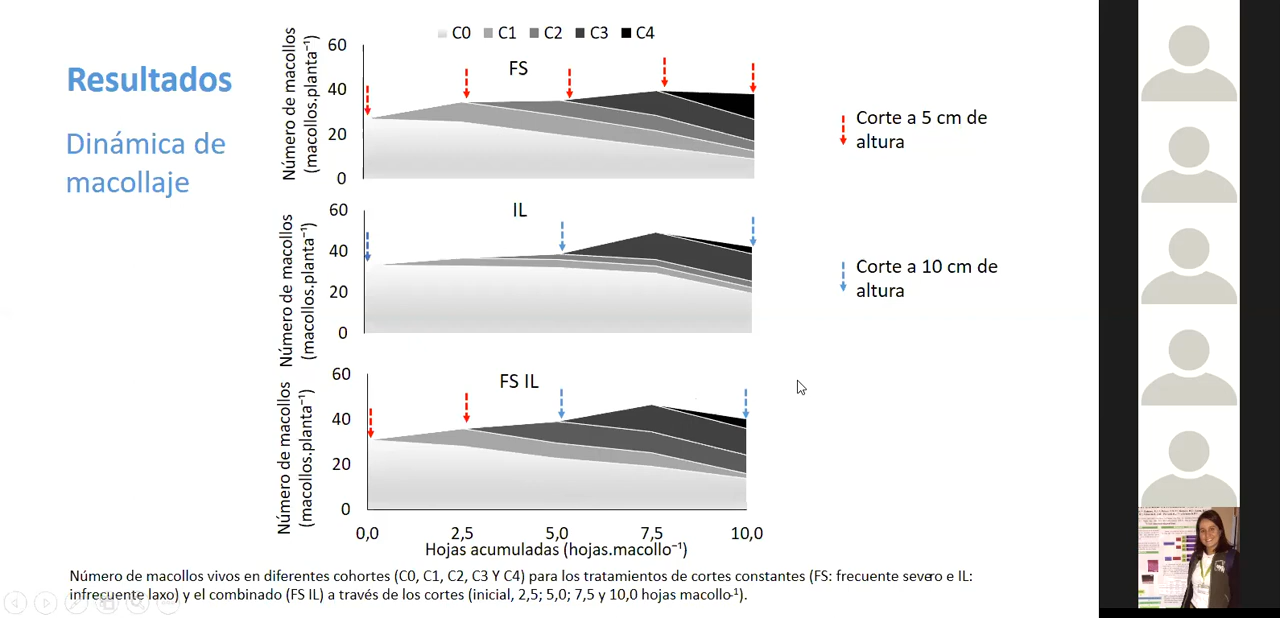 Resultados
Dinámica de
macollaje
C0 C1 C2 C3 C4
FS
Número de macollos
(macollos.planta⁻¹)
60
40
20
0
IL
Número de macollos
(macollos.planta⁻¹)
60
40
20
0
FS IL
Número de macollos
(macollos.planta⁻¹)
60
40
20
0
0,0 2,5 5,0 7,5 10,0
Hojas acumuladas (hojas.macollo⁻¹)
Corte a 5 cm de
altura
Corte a 10 cm de
altura
Número de macollos vivos en diferentes cohortes (C0, C1, C2, C3 Y C4) para los tratamientos de cortes constantes (FS: frecuente severo e IL:
infrecuente laxo) y el combinado (FS IL) a través de los cortes (inicial, 2,5; 5,0; 7,5 y 10,0 hojas macollo⁻¹).